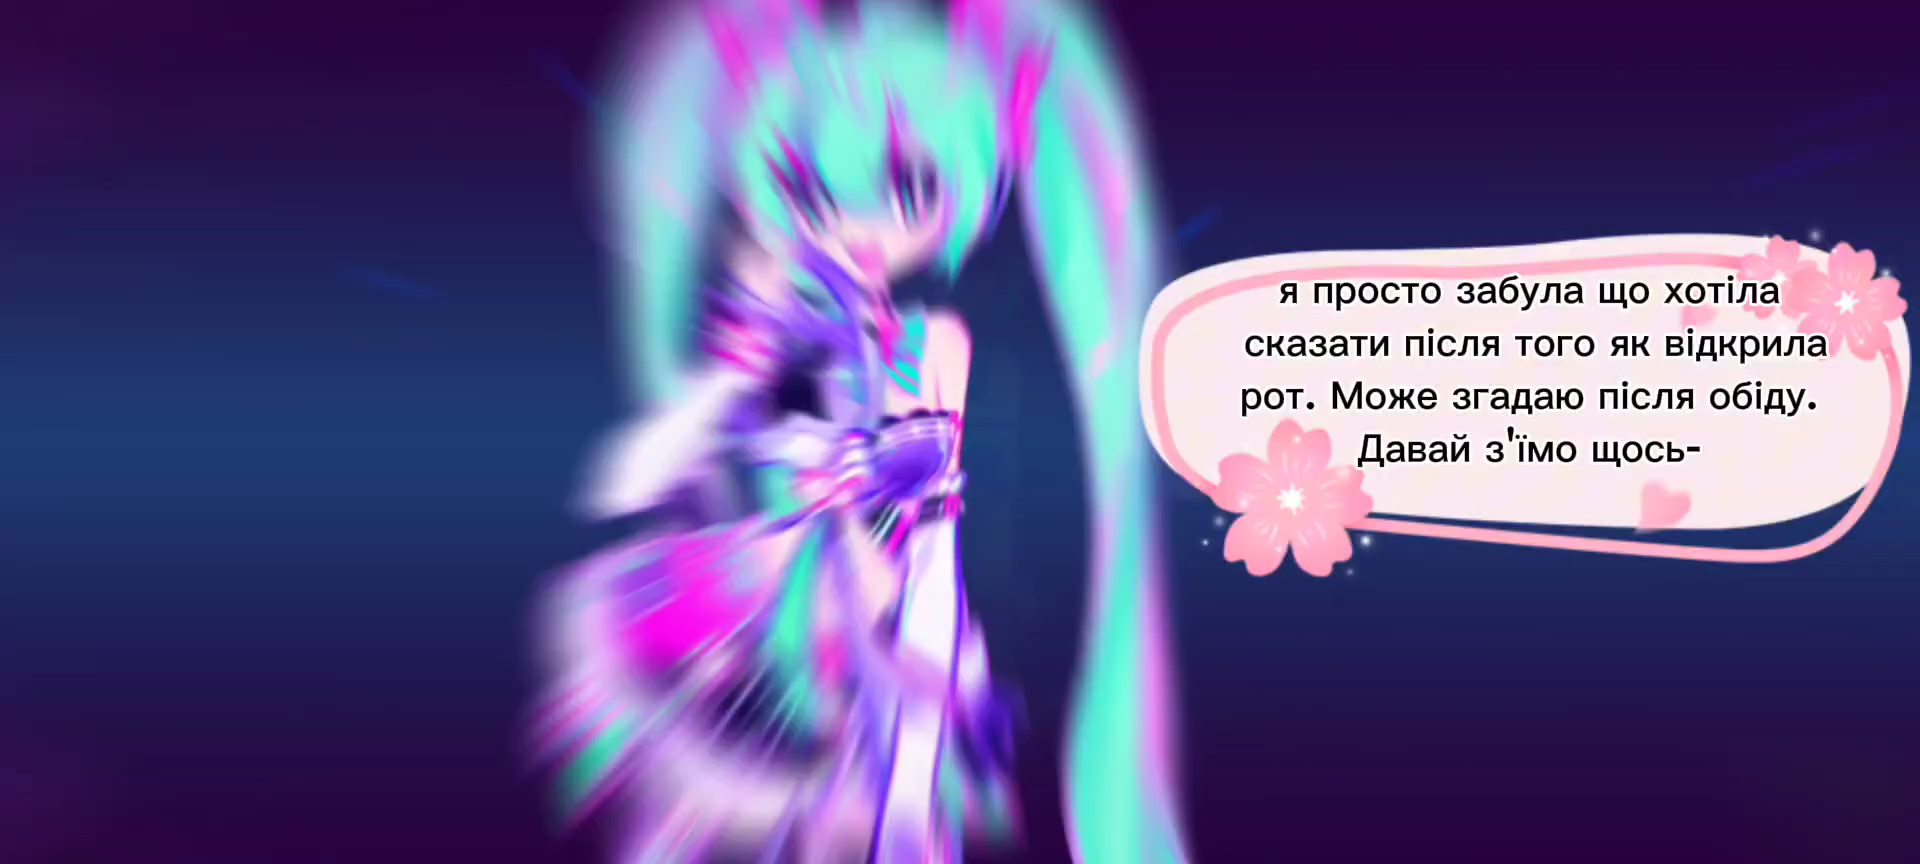 я просто забула що хотіла
сказати після того як відкрила
рот. Може згадаю після обіду.
Давай з'їмо щось-